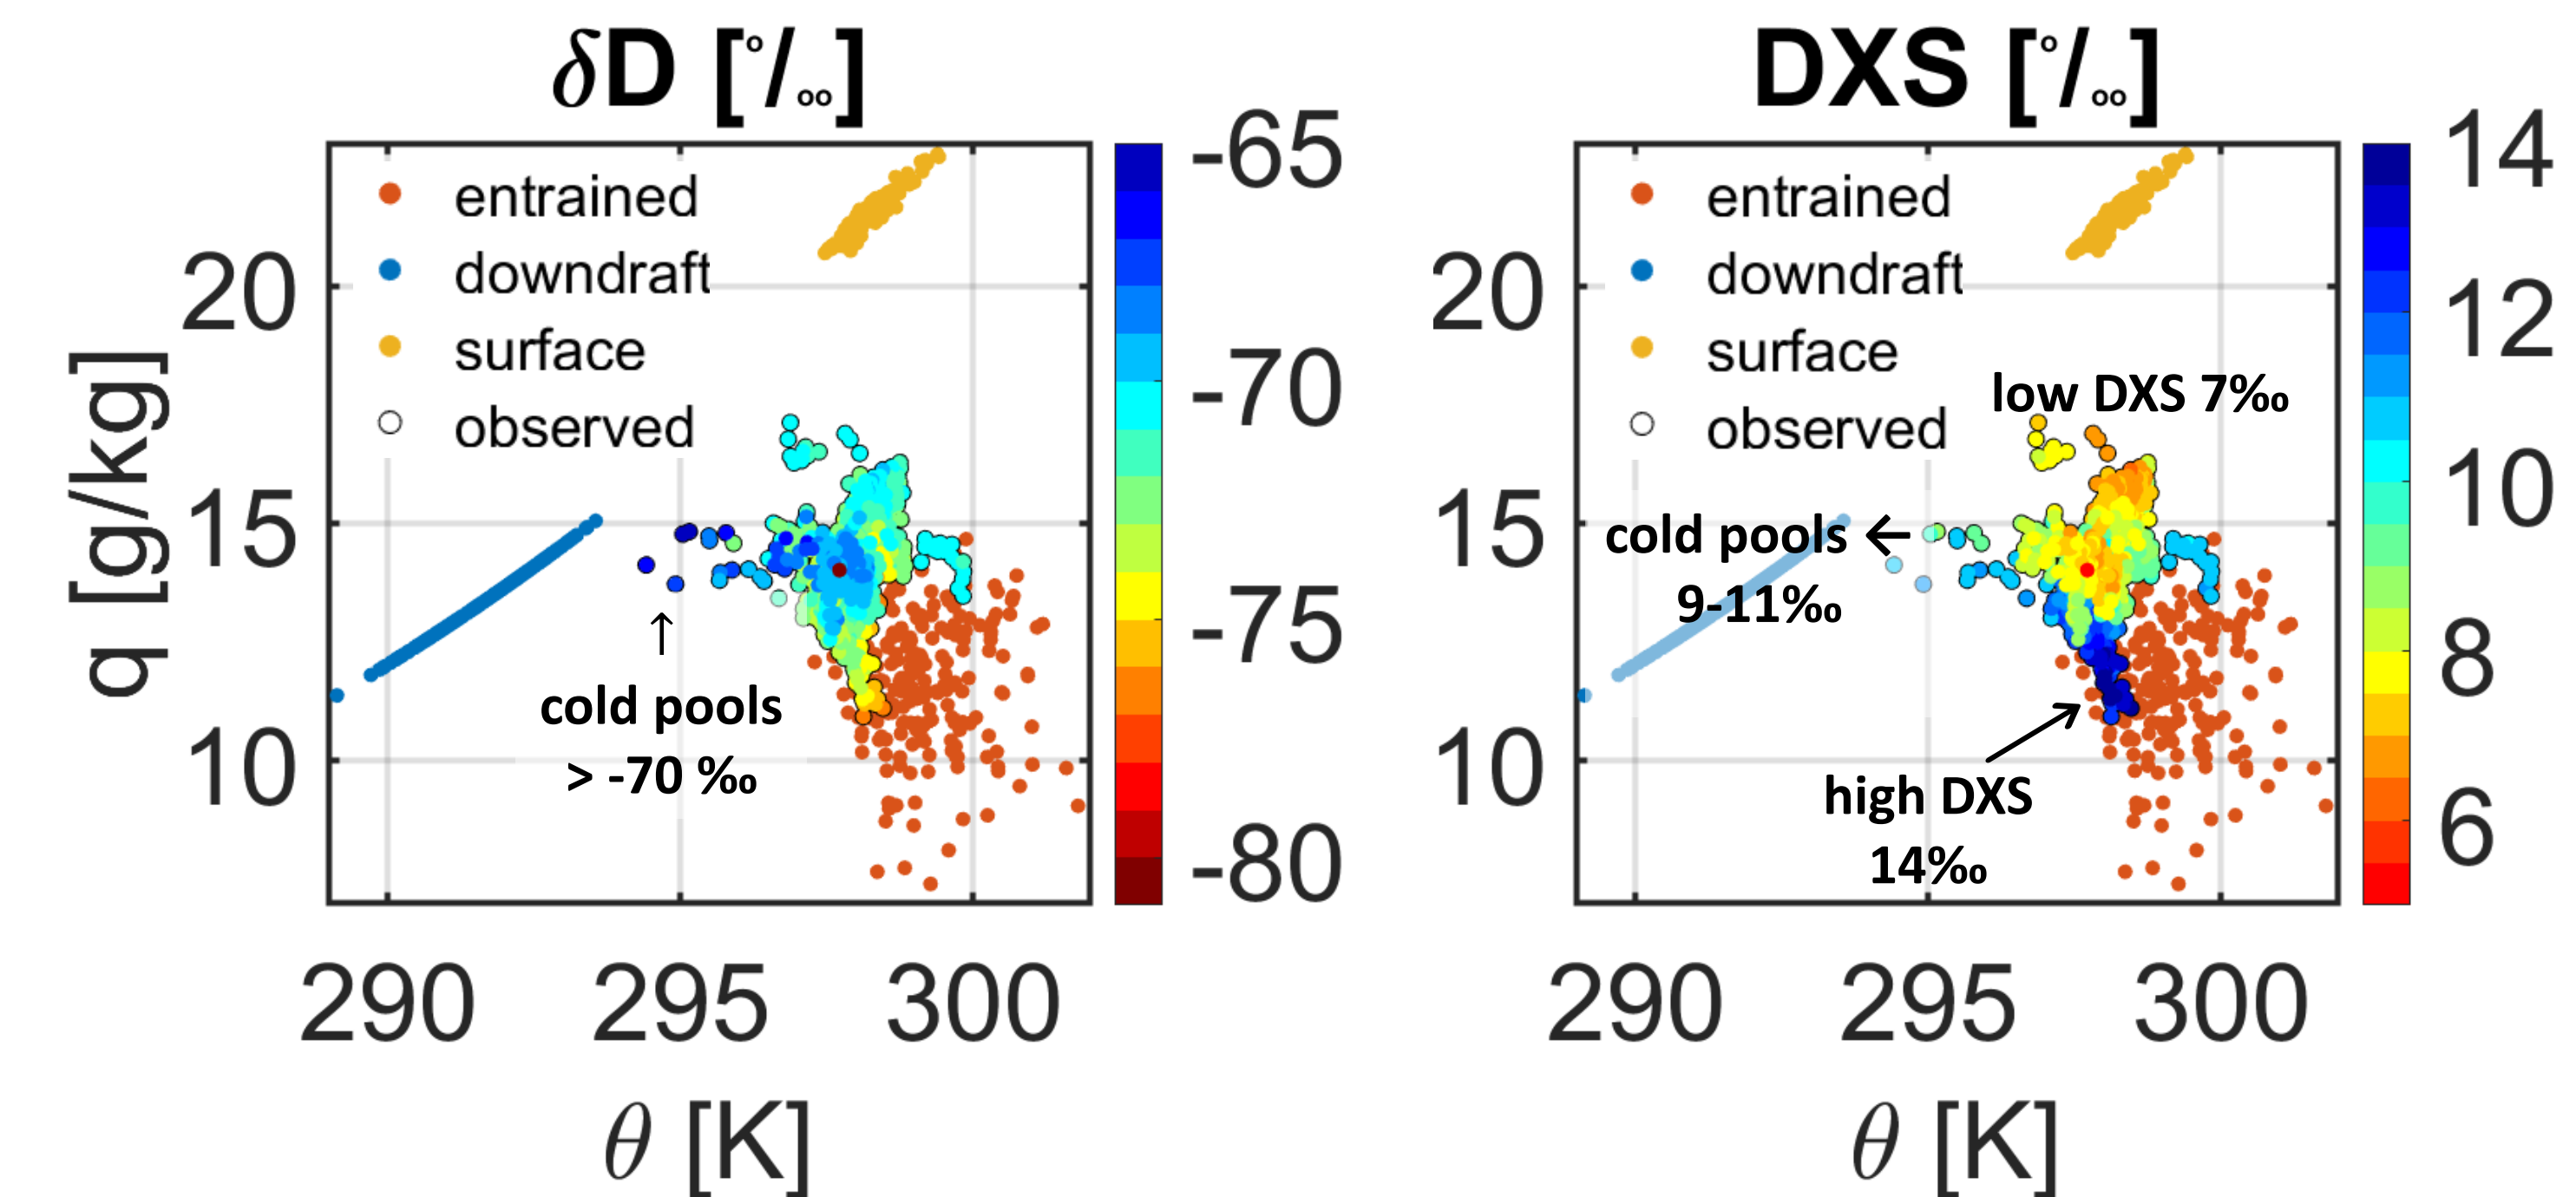 δD [°/₀₀]
entrained
downdraft
surface
observed
cold pools
> -70 ‰
20
15
10
q [g/kg]
290 295 300
θ [K]
-65
-70
-75
-80
DXS [°/₀₀]
entrained
downdraft
surface
observed
low DXS 7‰
cold pools ←
9-11‰
high DXS
14‰
20
15
10
290 295 300
θ [K]
14
12
10
8
6